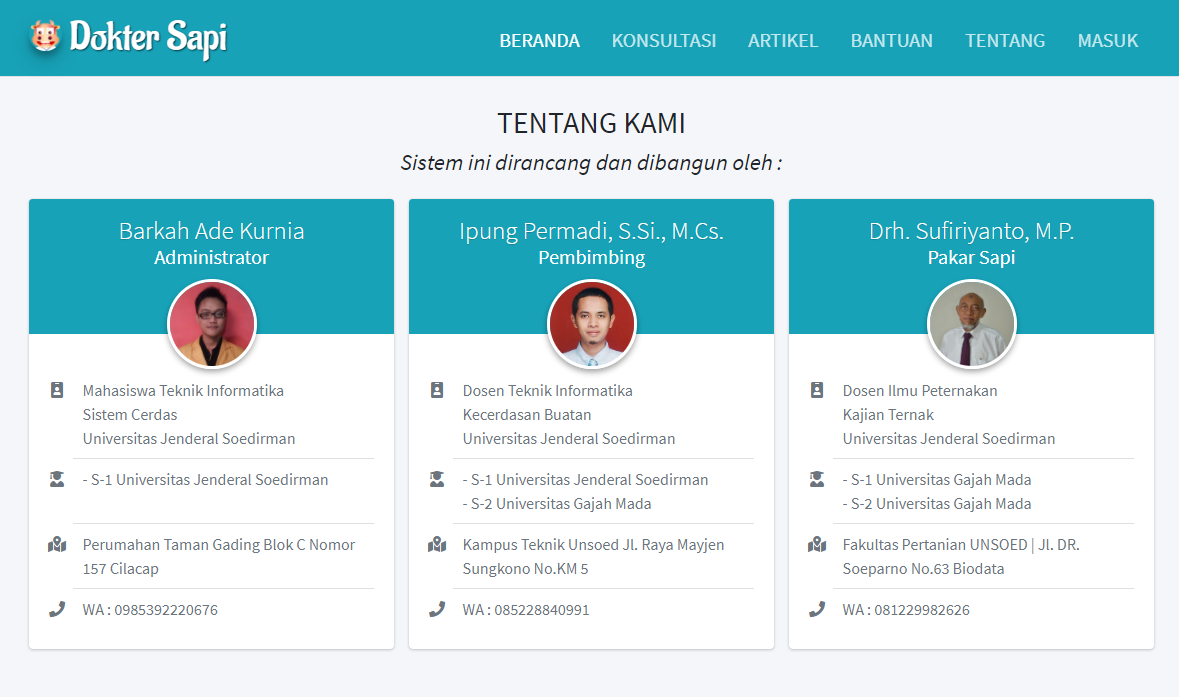 Dokter Sapi
BERANDA KONSULTASI ARTIKEL BANTUAN TENTANG MASUK
TENTANG KAMI
Sistem ini dirancang dan dibangun oleh :
Barkah Ade Kurnia
Administrator
Mahasiswa Teknik Informatika
Sistem Cerdas
Universitas Jenderal Soedirman
- S-1 Universitas Jenderal Soedirman
Perumahan Taman Gading Blok C Nomor
157 Cilacap
WA : 0985392220676
Ipung Permadi, S.Si., M.Cs.
Pembimbing
Dosen Teknik Informatika
Kecerdasan Buatan
Universitas Jenderal Soedirman
- S-1 Universitas Jenderal Soedirman
- S-2 Universitas Gajah Mada
Kampus Teknik Unsoed Jl. Raya Mayjen
Sungkono No.KM 5
WA : 085228840991
Drh. Sufiriyanto, M.P.
Pakar Sapi
Dosen Ilmu Peternakan
Kajian Ternak
Universitas Jenderal Soedirman
- S-1 Universitas Gajah Mada
- S-2 Universitas Gajah Mada
Fakultas Pertanian UNSOED | Jl. DR.
Soeparno No.63 Biodata
WA : 081229982626